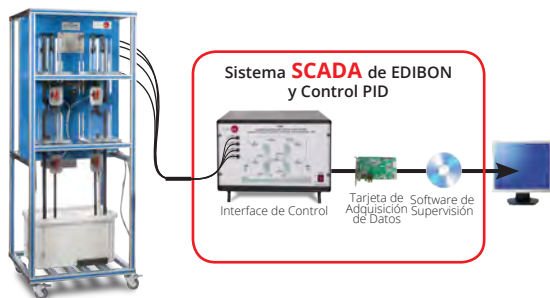 Sistema SCADA de EDIBON
y Control PID
Interface de Control
Tarjeta de
Adquisición
de Datos
Software de
Supervisión